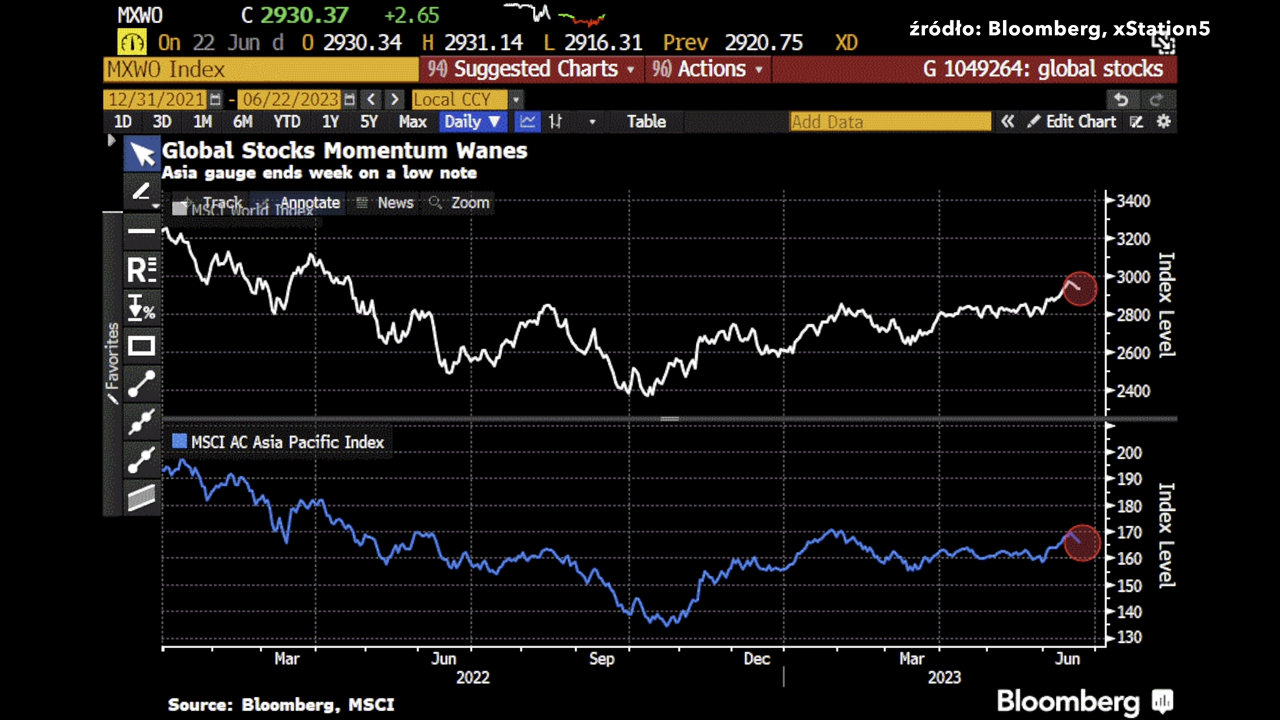 MXWO C 2930.37 +2.65
On 22 Jun d O 2930.34 H 2931.14 L 2916.31 Prev 2920.75 XD
źródło: Bloomberg, xStation5
MXWO Index 94) Suggested Charts 96) Actions G 1049264: global stocks
12/31/2021 - 06/22/2023 Local CCY
1D 3D 1M 6M YTD 1Y 5Y Max Daily ▼ Table Add Data « Edit Chart
Global Stocks Momentum Wanes
Asia gauge ends week on a low note
Track Annotate News Zoom
MSCI World Index
3400
3200
3000
2800
2600
2400
Index Level
Favorites
MSCI AC Asia Pacific Index
200
190
180
170
160
150
140
130
Index Level
Mar Jun Sep Dec Mar Jun
2022 2023
Source: Bloomberg, MSCI
Bloomberg